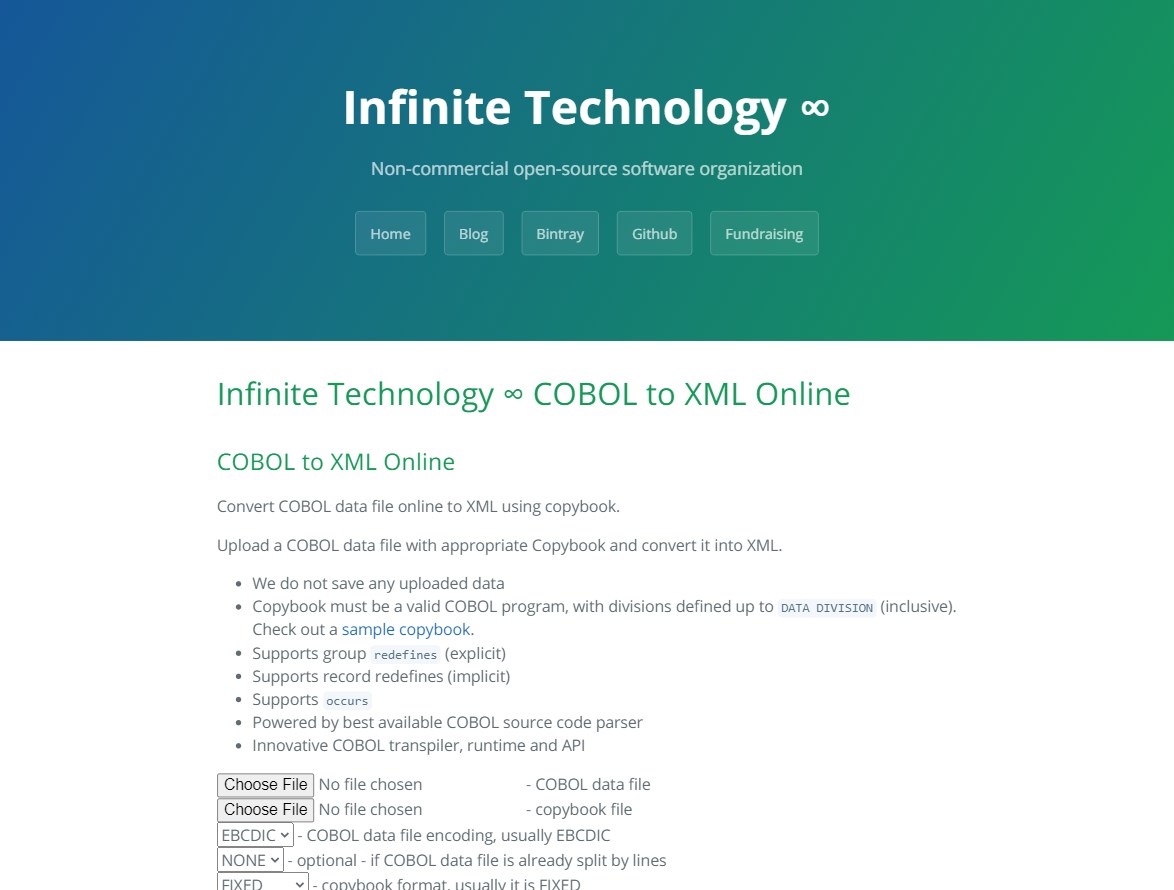 Infinite Technology ∞
Non-commercial open-source software organization
Home Blog Bintray Github Fundraising
Infinite Technology ∞ COBOL to XML Online
COBOL to XML Online
Convert COBOL data file online to XML using copybook.
Upload a COBOL data file with appropriate Copybook and convert it into XML.
We do not save any uploaded data
Copybook must be a valid COBOL program, with divisions defined up to DATA DIVISION (inclusive).
Check out a sample copybook.
Supports group redefines (explicit)
Supports record redefines (implicit)
Supports occurs
Powered by best available COBOL source code parser
Innovative COBOL transpiler, runtime and API
Choose File No file chosen - COBOL data file
Choose File No file chosen - copybook file
EBCDIC - COBOL data file encoding, usually EBCDIC
NONE - optional - if COBOL data file is already split by lines
FIXED - copybook format, usually it is FIXED